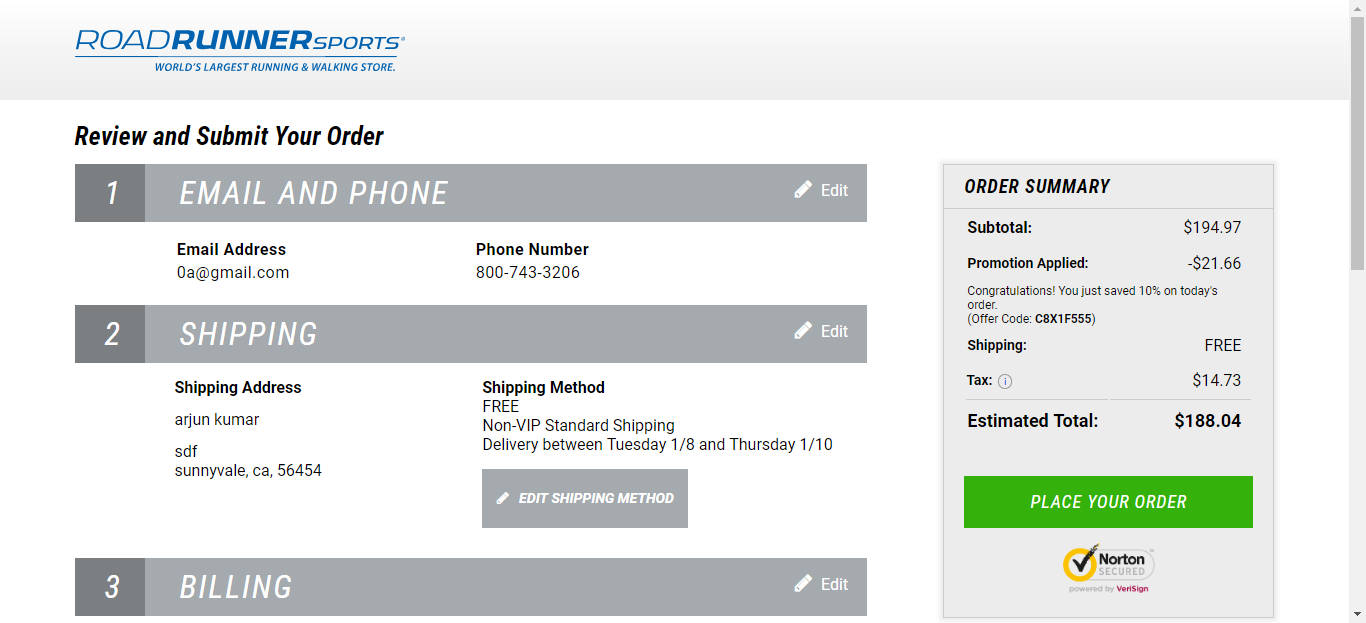 ROADRUNNERSPORTS®
WORLD'S LARGEST RUNNING & WALKING STORE.
Review and Submit Your Order
1 EMAIL AND PHONE Edit
Email Address Phone Number
0a@gmail.com 800-743-3206
2 SHIPPING Edit
Shipping Address Shipping Method
FREE
arjun kumar Non-VIP Standard Shipping
Delivery between Tuesday 1/8 and Thursday 1/10
sdf
sunnyvale, ca, 56454
EDIT SHIPPING METHOD
3 BILLING Edit
ORDER SUMMARY
Subtotal: $194.97
Promotion Applied: -$21.66
Congratulations! You just saved 10% on today's
order.
(Offer Code: C8X1F555)
Shipping: FREE
Tax: i $14.73
Estimated Total: $188.04
PLACE YOUR ORDER
Norton™
SECURED
powered by VeriSign